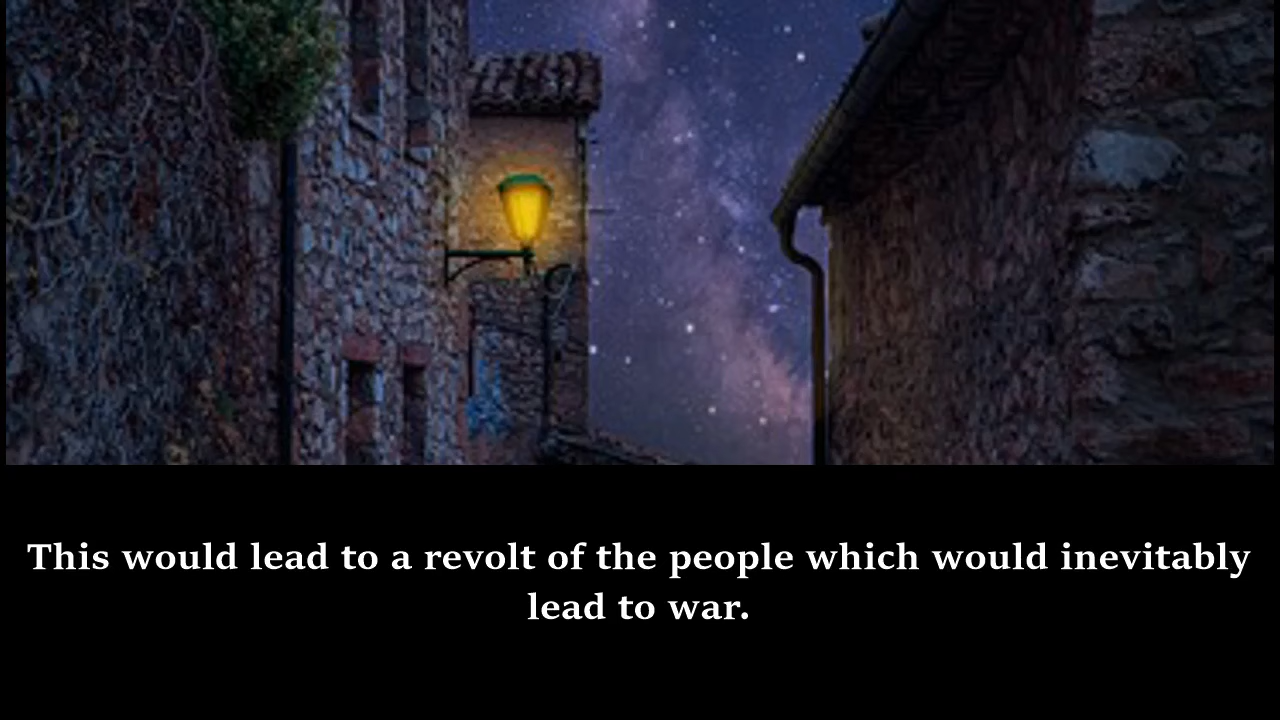 This would lead to a revolt of the people which would inevitably
lead to war.